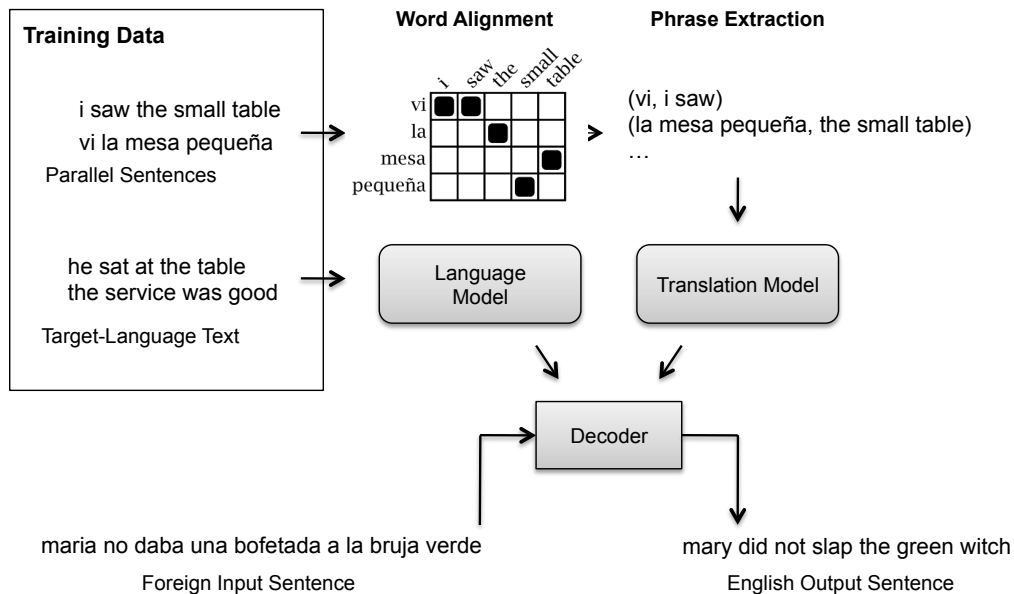 Training Data
Word Alignment
Phrase Extraction
i saw the small table
vi la mesa pequeña
Parallel Sentences
i saw the small table
vi
la
mesa
pequeña
(vi, i saw)
(la mesa pequeña, the small table)
…
he sat at the table
the service was good
Target-Language Text
Language
Model
Translation Model
Decoder
maria no daba una bofetada a la bruja verde
Foreign Input Sentence
mary did not slap the green witch
English Output Sentence